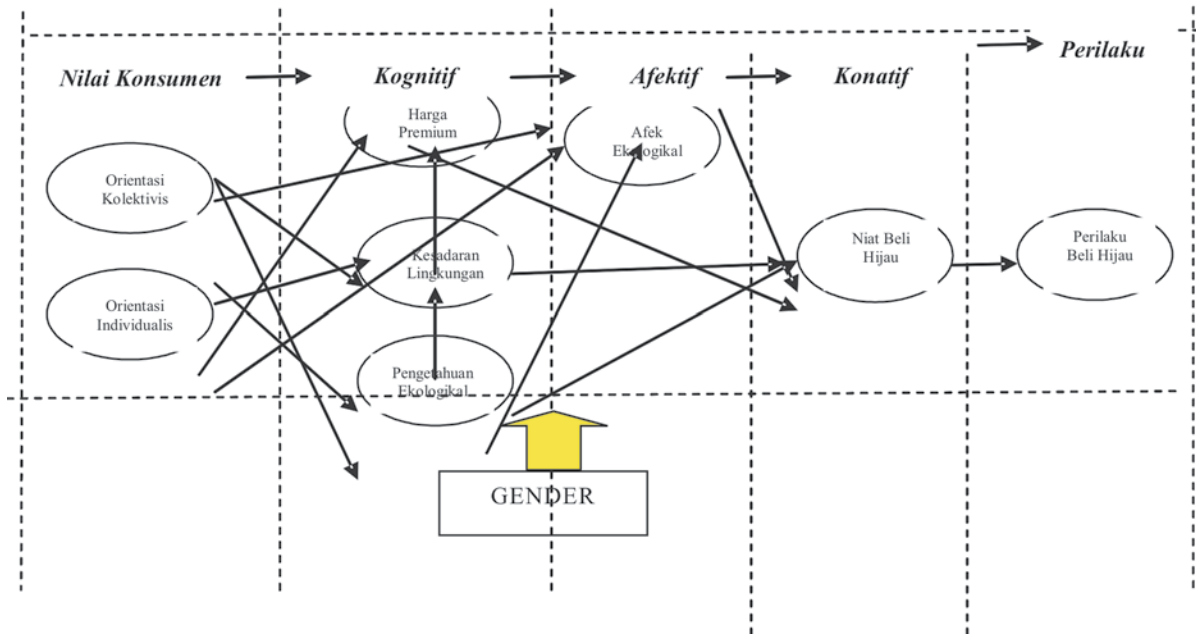 Nilai Konsumen
Kognitif
Afektif
Konatif
Perilaku
Harga
Premium
Afek
Ekologikal
Orientasi
Kolektivis
Kesadaran
Lingkungan
Niat Beli
Hijau
Perilaku
Beli Hijau
Orientasi
Individualis
Pengetahuan
Ekologikal
GENDER